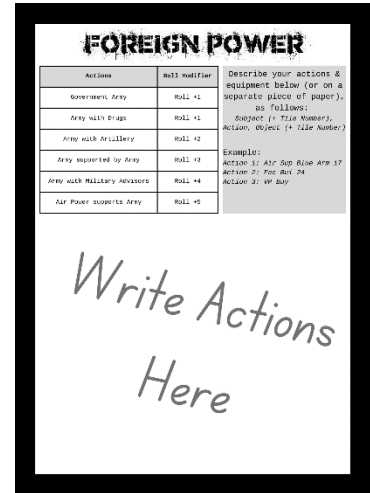 FOREIGN POWER
Actions Roll Modifier
Government Army Roll +1
Army with Drugs Roll +1
Army with Artillery Roll +2
Army supported by Army Roll +3
Army with Military Advisors Roll +4
Air Power supports Army Roll +5
Describe your actions &
equipment below (or on a
separate piece of paper),
as follows:
Subject (+ Tile Number),
Action, Object (+ Tile Number)
Example:
Action 1: Air Sup Blue Arm 17
Action 2: Fac Bui 24
Action 3: VP Buy
Write Actions
Here